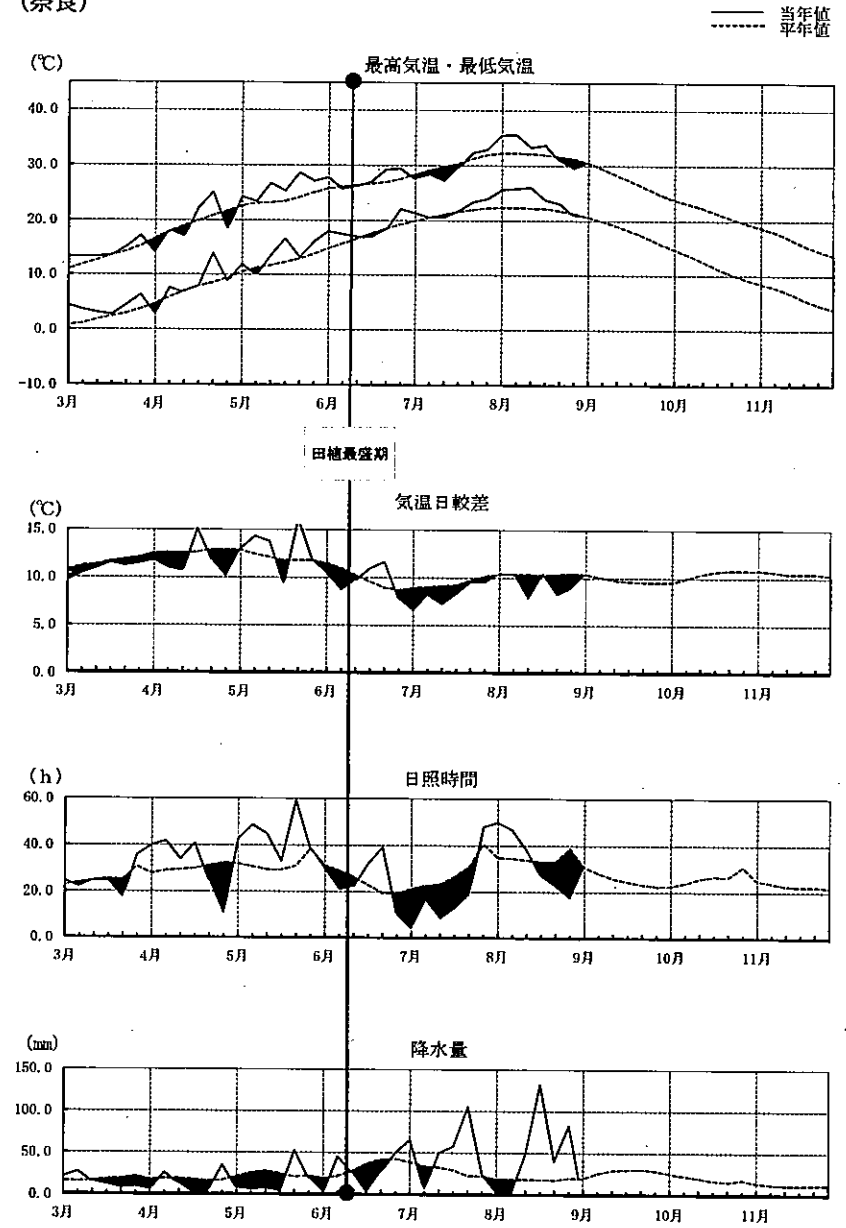 (奈良)
当年値
平年値
(℃)
最高気温・最低気温
40.0
30.0
20.0
10.0
0.0
-10.0
3月 4月 5月 6月 7月 8月 9月 10月 11月
田植最盛期
(℃)
気温日較差
15.0
10.0
5.0
0.0
3月 4月 5月 6月 7月 8月 9月 10月 11月
(h)
日照時間
60.0
40.0
20.0
0.0
3月 4月 5月 6月 7月 8月 9月 10月 11月
(mm)
降水量
150.0
100.0
50.0
0.0
3月 4月 5月 6月 7月 8月 9月 10月 11月